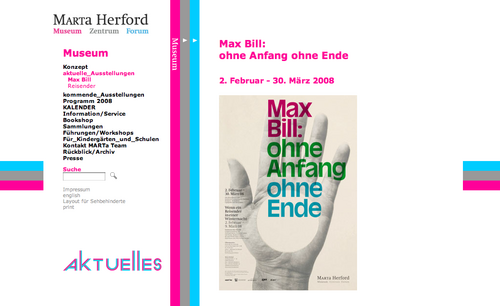 MARTA HERFORD
Museum Zentrum Forum
Museum
Konzept
aktuelle_Ausstellungen
Max Bill
Reisender
kommende_Ausstellungen
Programm 2008
KALENDER
Information/Service
Bookshop
Sammlungen
Führungen/Workshops
Für_Kindergärten_und_Schulen
Kontakt MARTa Team
Rückblick/Archiv
Presse
Suche
Impressum
english
Layout für Sehbehinderte
print
AKTUELLES
Museum
Max Bill:
ohne Anfang ohne Ende
2. Februar - 30. März 2008
Max
Bill:
ohne
Anfang
ohne
Ende
MARTA HERFORD